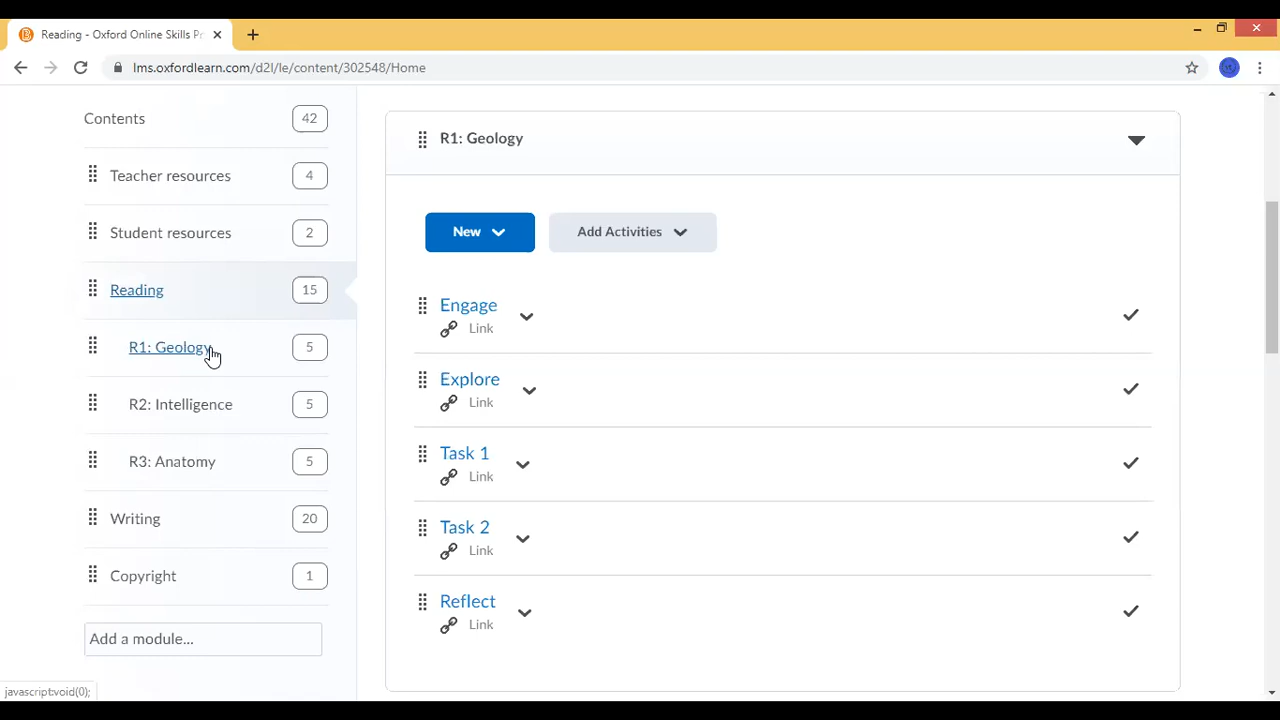 Reading - Oxford Online Skills Pr
lms.oxfordlearn.com/d2l/le/content/302548/Home
Contents 42
Teacher resources 4
Student resources 2
Reading 15
R1: Geology 5
R2: Intelligence 5
R3: Anatomy 5
Writing 20
Copyright 1
Add a module...
javascript:void(0);
R1: Geology
New
Add Activities
Engage
Link
Explore
Link
Task 1
Link
Task 2
Link
Reflect
Link